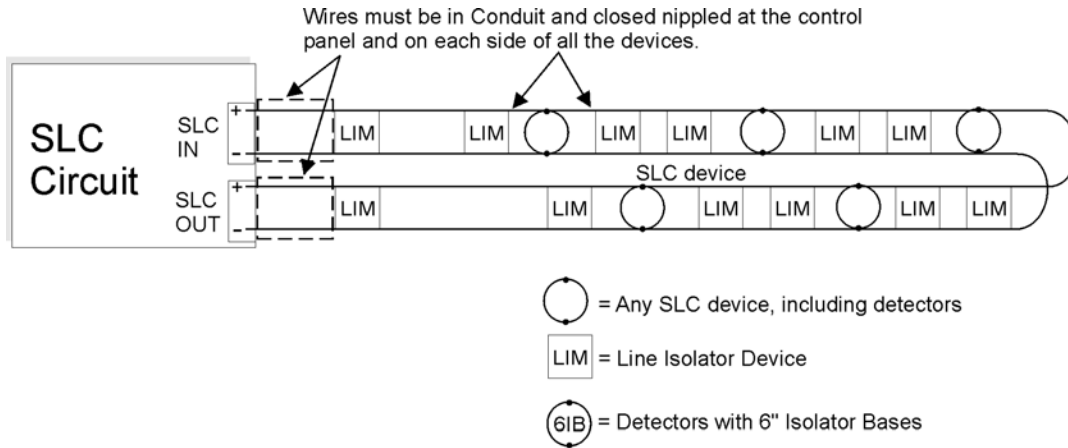 Wires must be in Conduit and closed nippled at the control
panel and on each side of all the devices.
SLC
Circuit
SLC
IN
+
-
LIM
LIM
LIM
LIM
LIM
LIM
SLC device
SLC
OUT
+
-
LIM
LIM
LIM
LIM
LIM
LIM
= Any SLC device, including detectors
LIM = Line Isolator Device
6IB = Detectors with 6" Isolator Bases